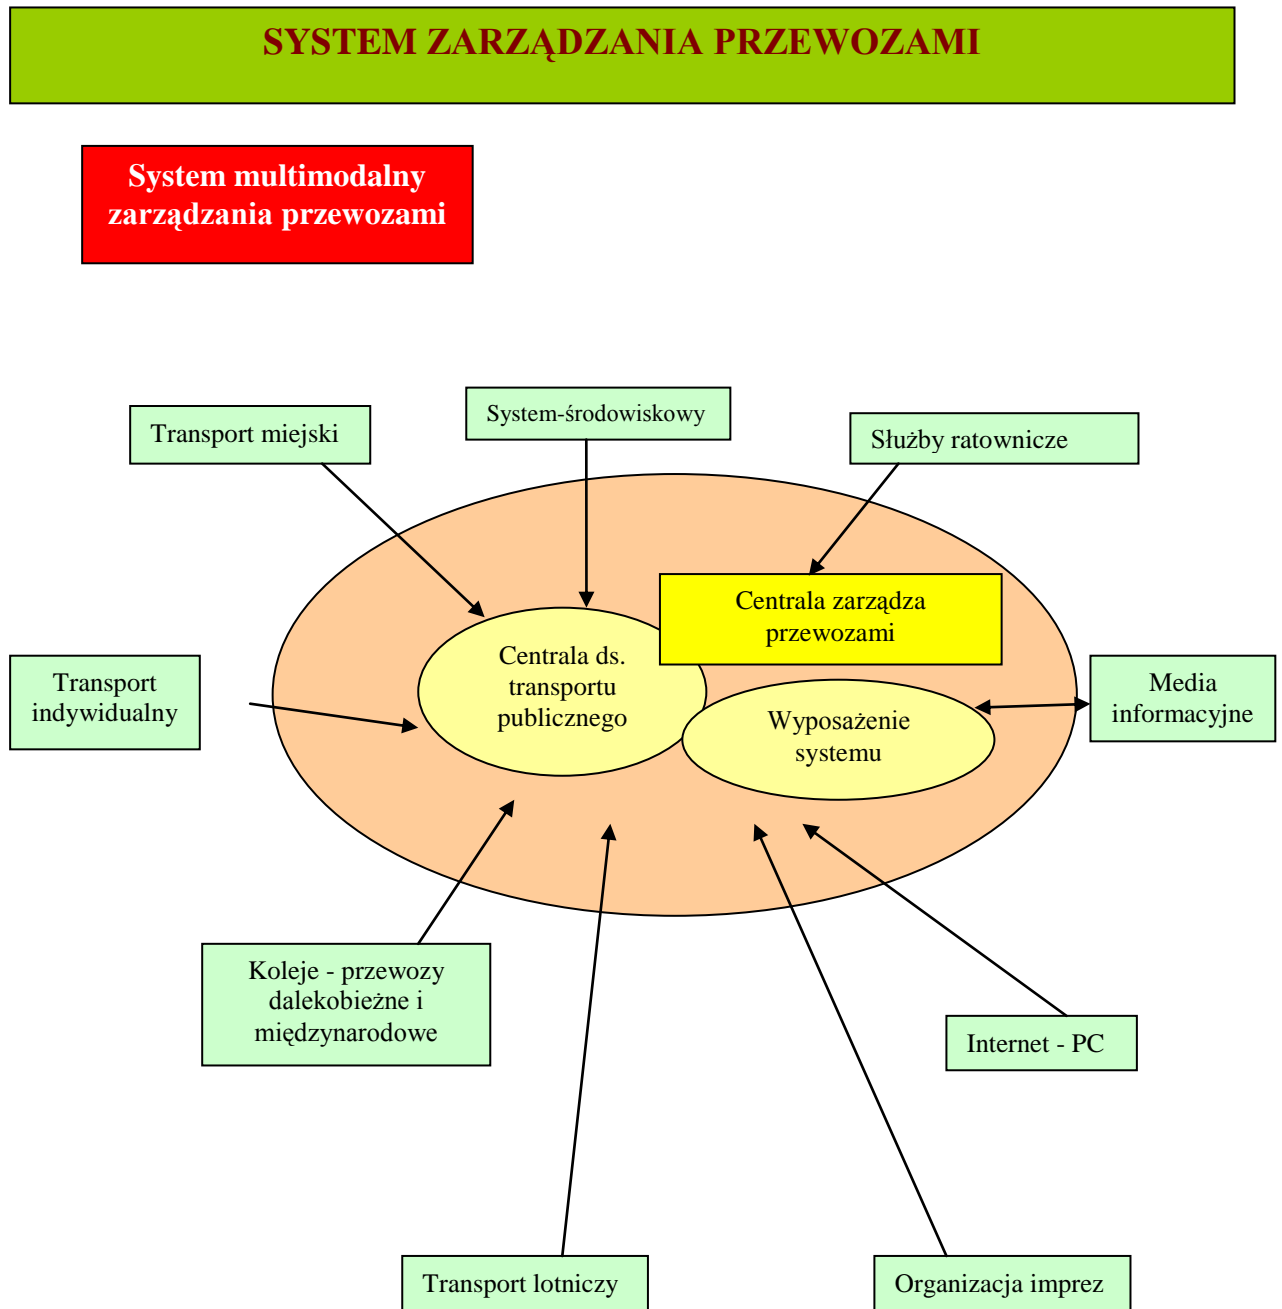 SYSTEM ZARZĄDZANIA PRZEWOZAMI
System multimodalny
zarządzania przewozami
System-środowiskowy
Transport miejski
Służby ratownicze
Centrala zarządza
przewozami
Centrala ds.
transportu
publicznego
Transport
indywidualny
Media
informacyjne
Wyposażenie
systemu
Koleje - przewozy
dalekobieżne i
międzynarodowe
Internet - PC
Transport lotniczy
Organizacja imprez